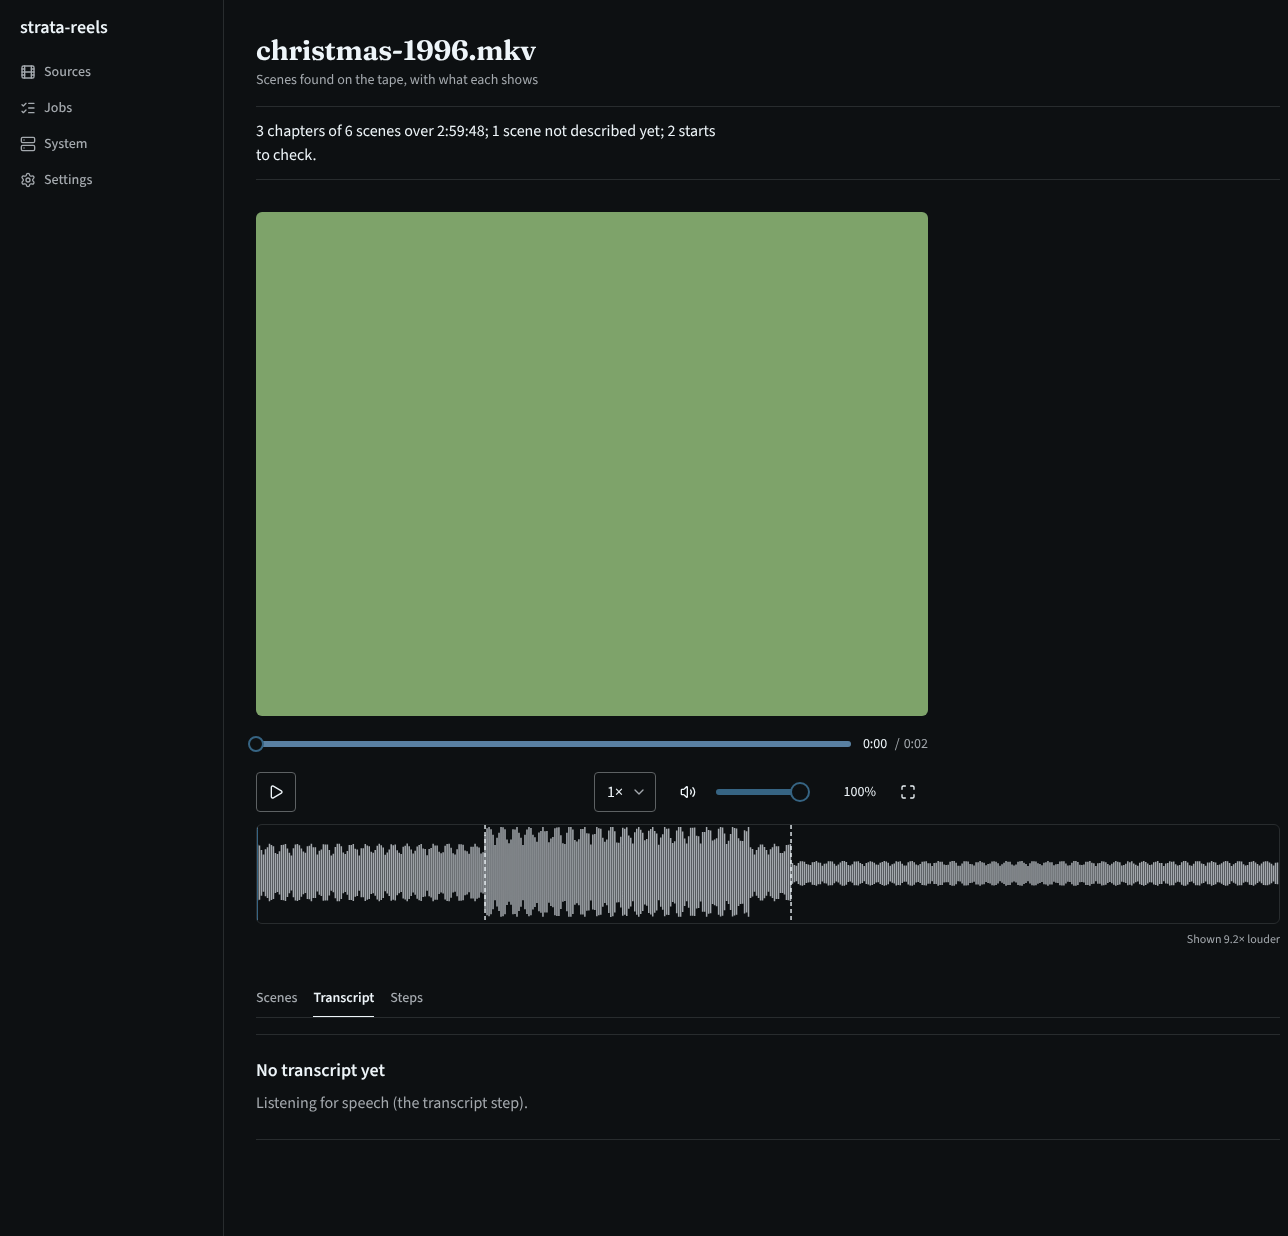 strata-reels
Sources
Jobs
System
Settings
christmas-1996.mkv
Scenes found on the tape, with what each shows
3 chapters of 6 scenes over 2:59:48; 1 scene not described yet; 2 starts
to check.
0:00 / 0:02
1×
100%
Shown 9.2× louder
Scenes Transcript Steps
No transcript yet
Listening for speech (the transcript step).